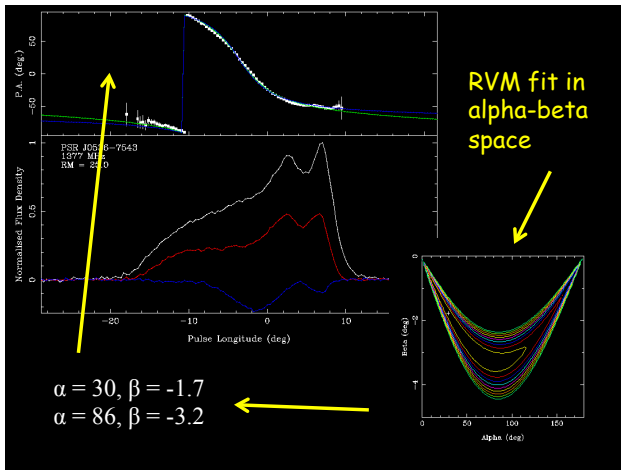 P.A. (deg.)
50
0
−50
PSR J0536−7543
1377 MHz
RM =
Normalised Flux Density
1
0.5
0
−20
−10
0
10
Pulse Longitude (deg)
RVM fit in
alpha-beta
space
0
−2
−4
Beta (deg)
0
50
100
150
Alpha (deg)
α = 30, β = -1.7
α = 86, β = -3.2